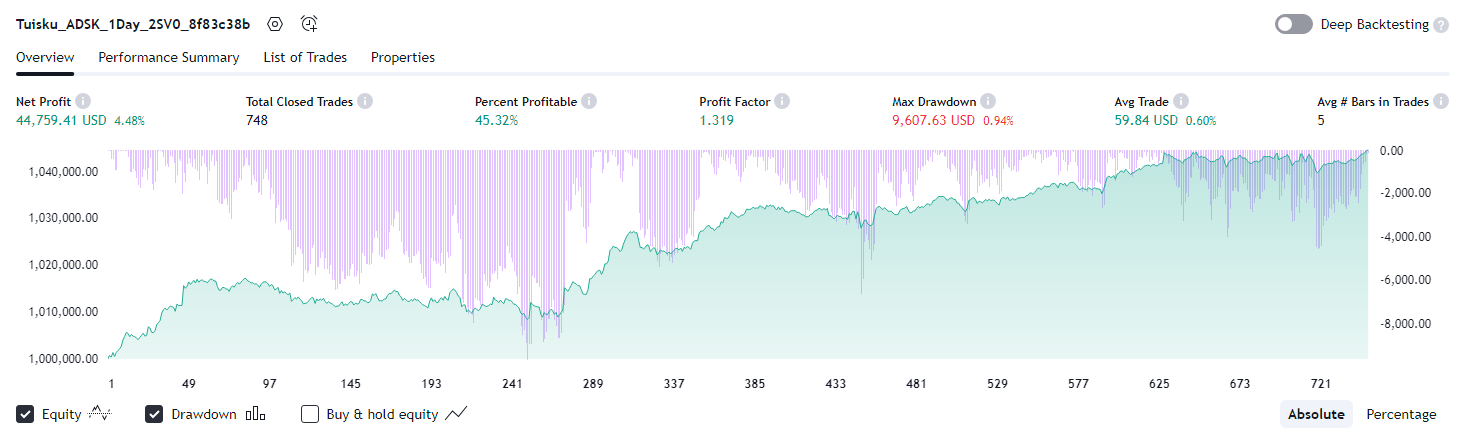 Tuisku_ADSK_1Day_2SV0_8f83c38b Deep Backtesting ?
Overview Performance Summary List of Trades Properties
Net Profit i Total Closed Trades i Percent Profitable i Profit Factor i Max Drawdown i Avg Trade i Avg # Bars in Trades i
44,759.41 USD 4.48% 748 45.32% 1.319 9,607.63 USD 0.94% 59.84 USD 0.60% 5
0.00
1,040,000.00
-2,000.00
1,030,000.00
-4,000.00
1,020,000.00
-6,000.00
1,010,000.00
-8,000.00
1,000,000.00
1 49 97 145 193 241 289 337 385 433 481 529 577 625 673 721
Equity Drawdown Buy & hold equity Absolute Percentage